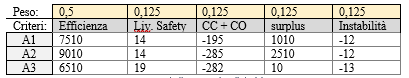 Peso: 0,5 0,125 0,125 0,125 0,125
Criteri: Efficienza Liv. Safety CC + CO surplus Instabilità
A1 7510 14 -195 1010 -12
A2 9010 14 -285 2510 -12
A3 6510 19 -282 10 -13